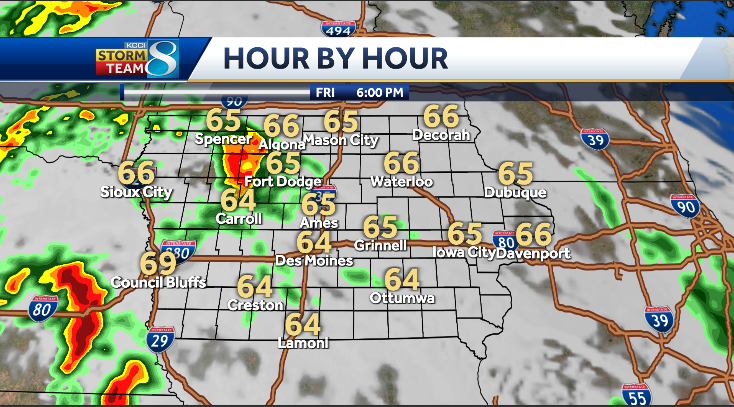 494
KCCI
STORM
TEAM
8
HOUR BY HOUR
FRI 6:00 PM
90
65
Spencer
66
Algona
65
Mason City
66
Decorah
39
66
Sioux City
65
Fort Dodge
66
Waterloo
65
Dubuque
90
64
Carroll
65
Ames
65
Grinnell
65
Iowa City
80
66
Davenport
680
69
Council Bluffs
64
Des Moines
64
Creston
64
Ottumwa
80
29
64
Lamoni
39
55